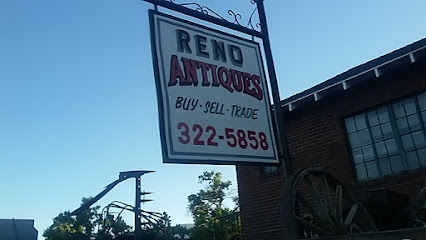 RENO
ANTIQUES
BUY · SELL · TRADE
322-5858